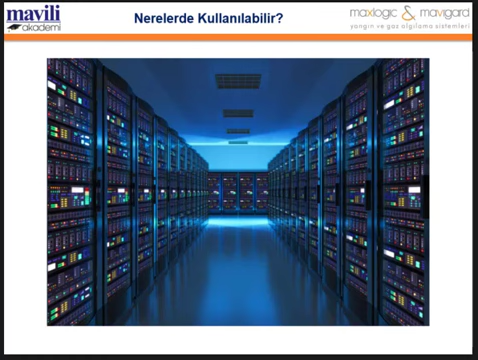 mavili
akademi
Nerelerde Kullanılabilir?
maxlogic & mavigard
yangın ve gaz algılama sistemleri